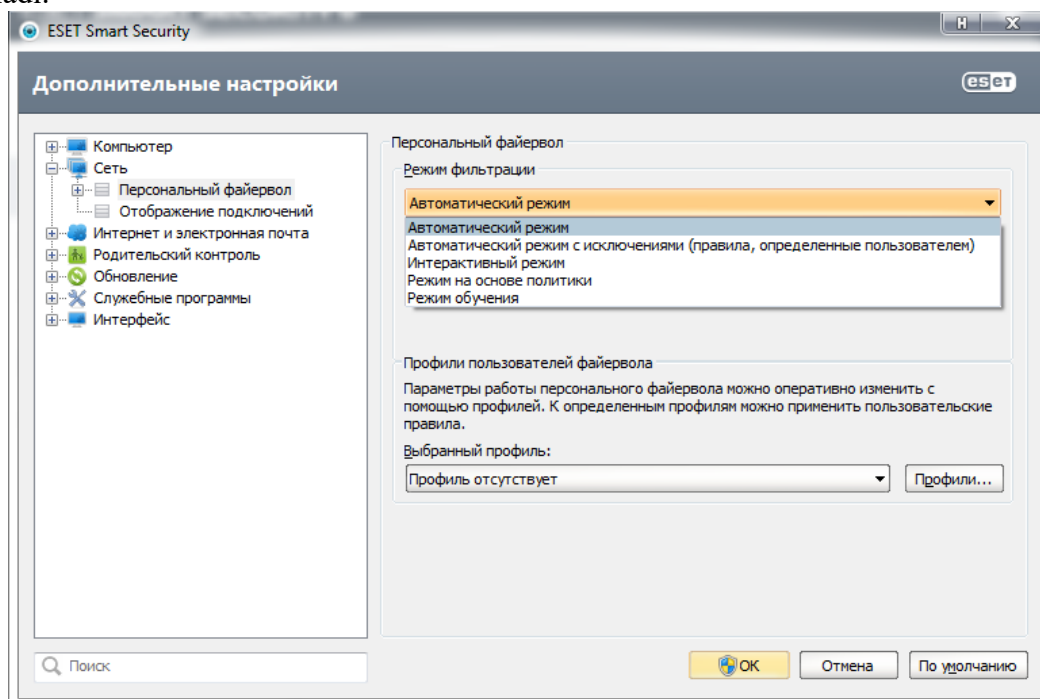 ESET Smart Security
Дополнительные настройки
eset
Компьютер
Сеть
Персональный файервол
Отображение подключений
Интернет и электронная почта
Родительский контроль
Обновление
Служебные программы
Интерфейс
Персональный файервол
Режим фильтрации
Автоматический режим
Автоматический режим
Автоматический режим с исключениями (правила, определенные пользователем)
Интерактивный режим
Режим на основе политики
Режим обучения
Профили пользователей файервола
Параметры работы персонального файервола можно оперативно изменить с
помощью профилей. К определенным профилям можно применить пользовательские
правила.
Выбранный профиль:
Профиль отсутствует
Профили...
Поиск
OK
Отмена
По умолчанию